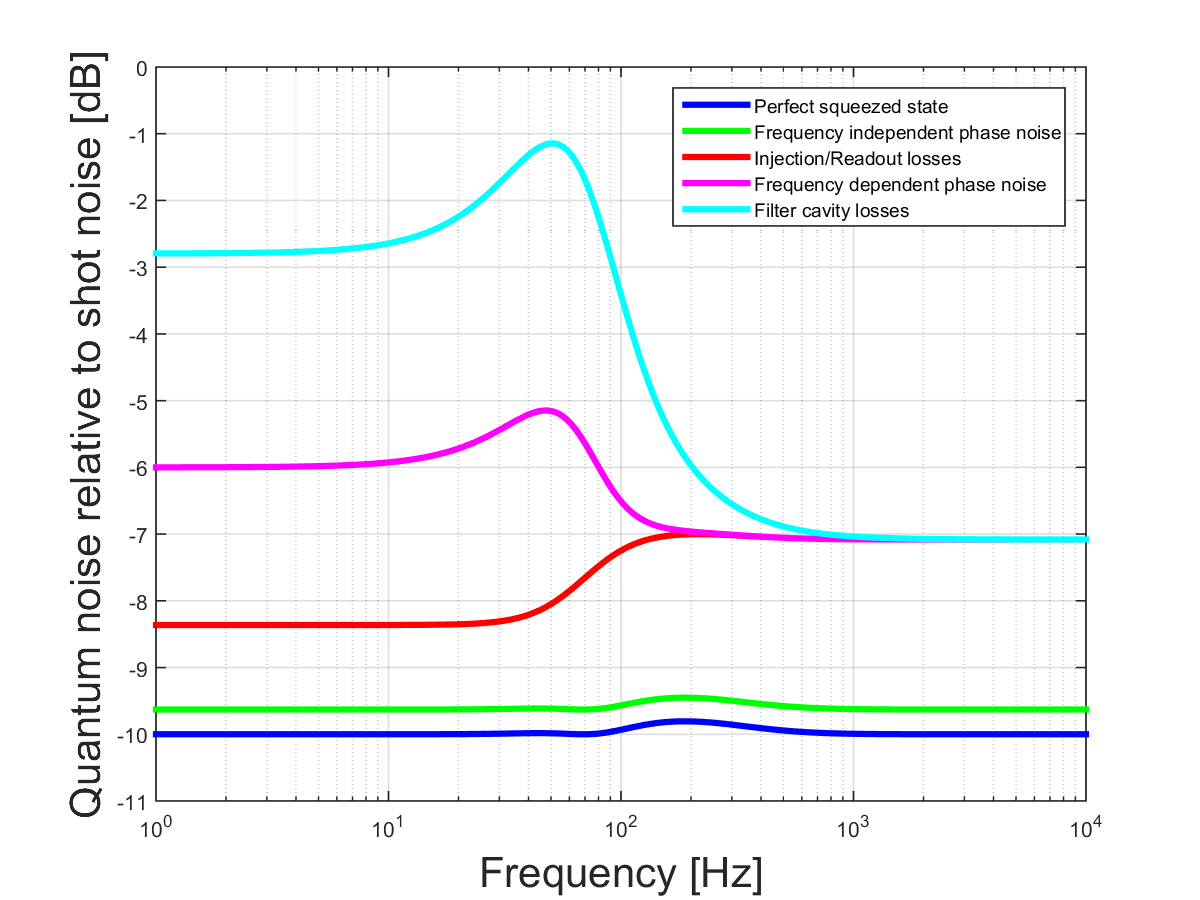 Quantum noise relative to shot noise [dB]
0
-1
-2
-3
-4
-5
-6
-7
-8
-9
-10
-11
Perfect squeezed state
Frequency independent phase noise
Injection/Readout losses
Frequency dependent phase noise
Filter cavity losses
10^0 10^1 10^2 10^3 10^4
Frequency [Hz]